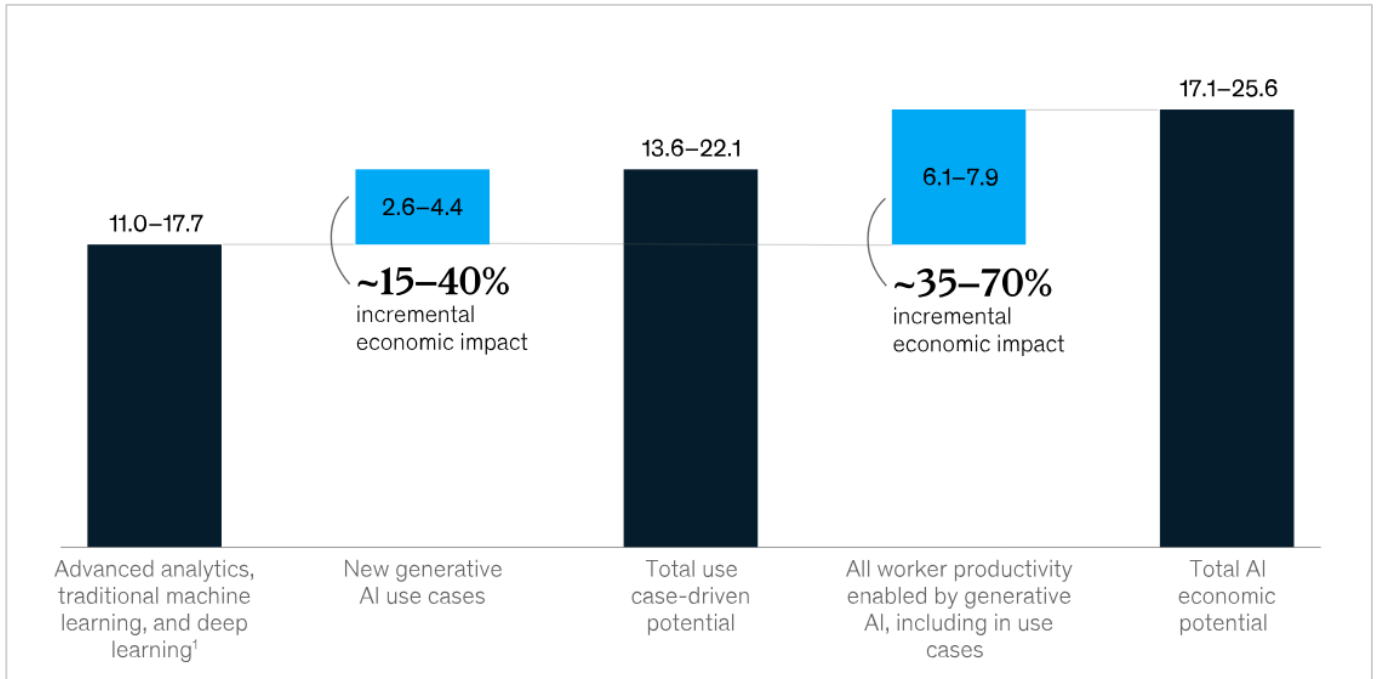 17.1–25.6
13.6–22.1
6.1–7.9
2.6–4.4
11.0–17.7
~15–40%
incremental
economic impact
~35–70%
incremental
economic impact
Advanced analytics,
traditional machine
learning, and deep
learning¹
New generative
AI use cases
Total use
case-driven
potential
All worker productivity
enabled by generative
AI, including in use
cases
Total AI
economic
potential